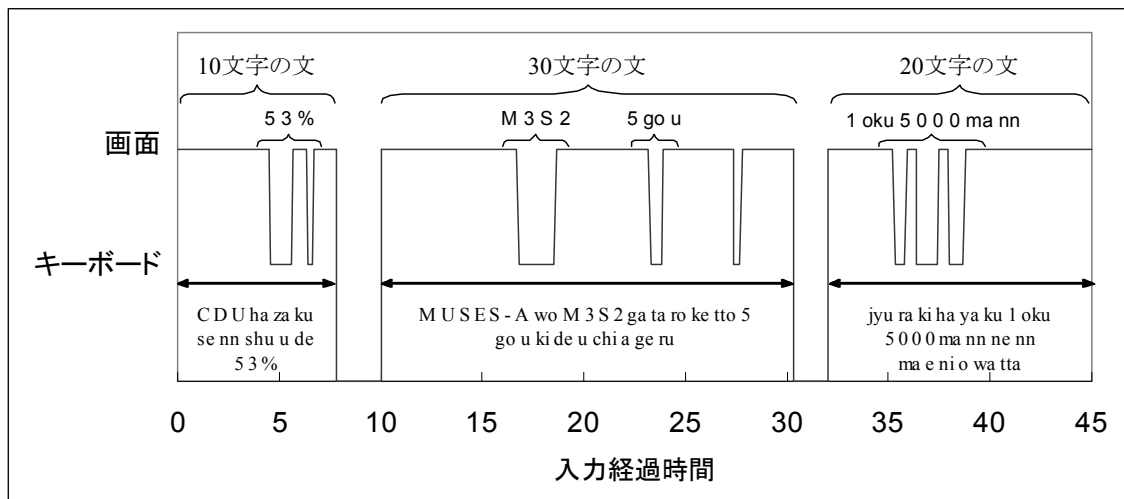 10文字の文
30文字の文
20文字の文
5 3 %
M 3 S 2
5 go u
1 oku 5 0 0 0 ma nn
画面
キーボード
C D U ha za ku
se nn shu u de
5 3 %
M U S E S - A wo M 3 S 2 ga ta ro ke tto 5
go u ki de u chi a ge ru
jyu ra ki ha ya ku 1 oku
5 0 0 0 ma nn ne nn
ma e ni o wa tta
0 5 10 15 20 25 30 35 40 45
入力経過時間